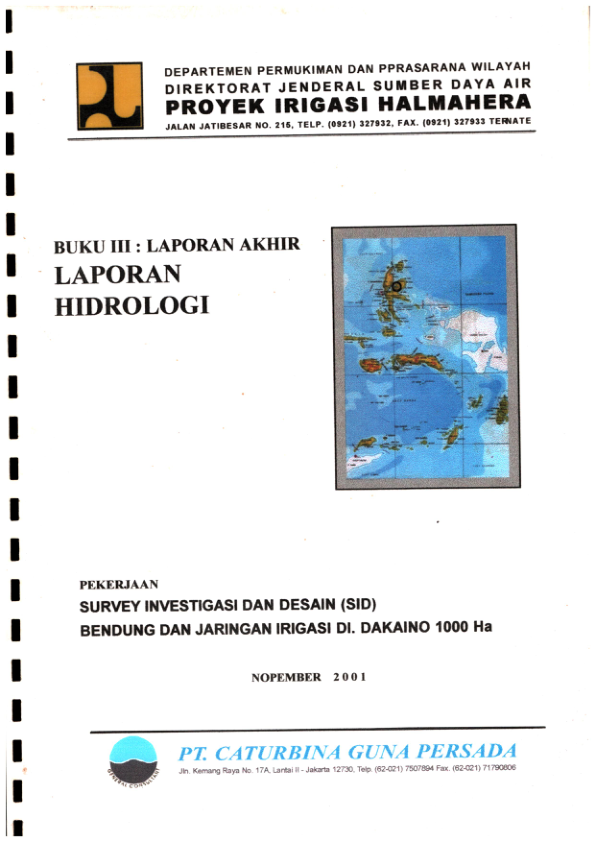 DEPARTEMEN PERMUKIMAN DAN PPRASARANA WILAYAH
DIREKTORAT JENDERAL SUMBER DAYA AIR
PROYEK IRIGASI HALMAHERA
JALAN JATIBESAR NO. 215, TELP. (0921) 327932, FAX. (0921) 327933 TERNATE
BUKU III : LAPORAN AKHIR
LAPORAN
HIDROLOGI
PEKERJAAN
SURVEY INVESTIGASI DAN DESAIN (SID)
BENDUNG DAN JARINGAN IRIGASI DI. DAKAINO 1000 Ha
NOPEMBER 2001
PT. CATURBINA GUNA PERSADA
Jln. Kemang Raya No. 17A, Lantai II - Jakarta 12730, Telp. (62-021) 7507894 Fax. (62-021) 71790806
GENERAL CONSULTANT